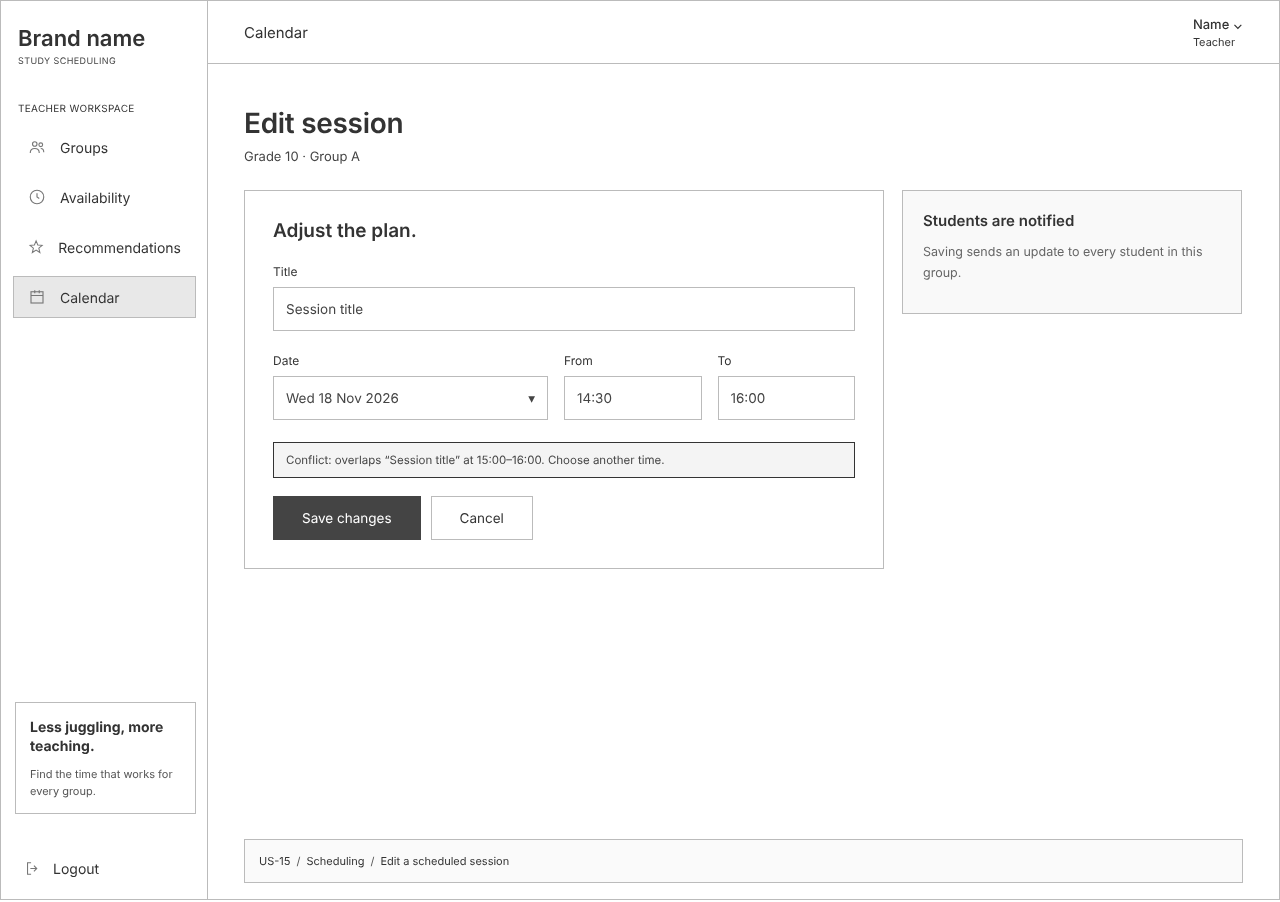 Brand name
STUDY SCHEDULING
TEACHER WORKSPACE
Groups
Availability
Recommendations
Calendar
Less juggling, more
teaching.
Find the time that works for
every group.
Logout
Calendar
Name
Teacher
Edit session
Grade 10 · Group A
Adjust the plan.
Title
Session title
Date From To
Wed 18 Nov 2026 ▼ 14:30 16:00
Conflict: overlaps “Session title” at 15:00–16:00. Choose another time.
Save changes Cancel
Students are notified
Saving sends an update to every student in this
group.
US-15 / Scheduling / Edit a scheduled session